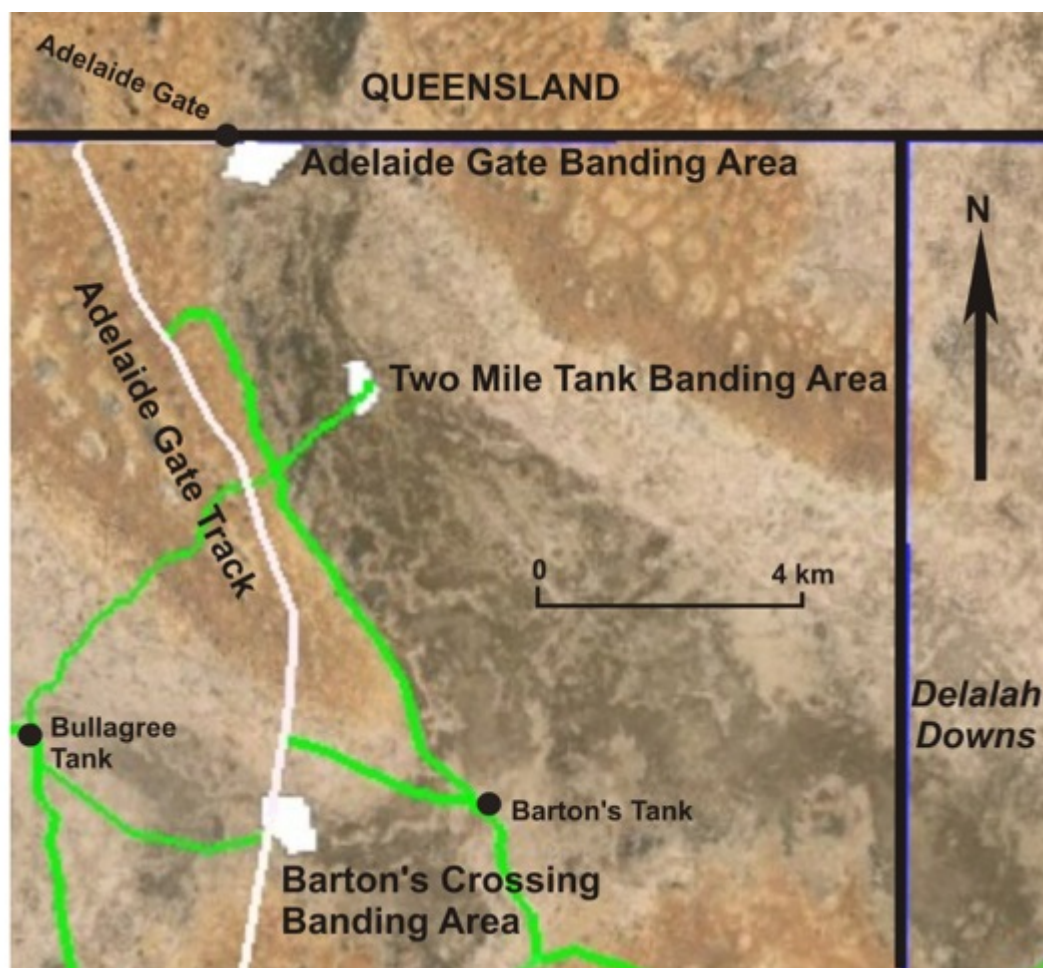 Adelaide Gate
QUEENSLAND
Adelaide Gate Banding Area
N
Adelaide Gate Track
Two Mile Tank Banding Area
0 4 km
Delalah
Downs
Bullagree
Tank
Barton's Tank
Barton's Crossing
Banding Area